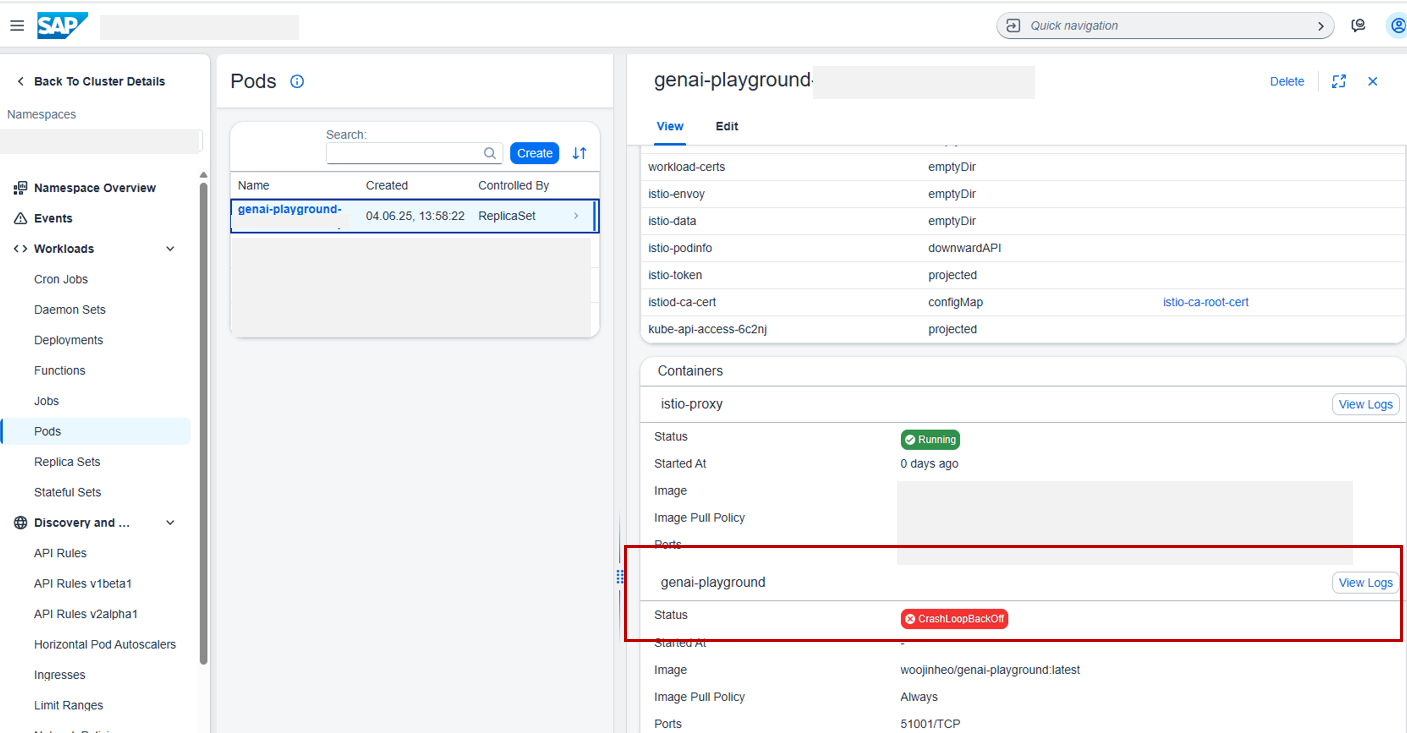 SAP
Quick navigation
Back To Cluster Details
Namespaces
Namespace Overview
Events
Workloads
Cron Jobs
Daemon Sets
Deployments
Functions
Jobs
Pods
Replica Sets
Stateful Sets
Discovery and ...
API Rules
API Rules v1beta1
API Rules v2alpha1
Horizontal Pod Autoscalers
Ingresses
Limit Ranges
Pods
Search:
Create
Name Created Controlled By
genai-playground- 04.06.25, 13:58:22 ReplicaSet
genai-playground-
Delete
View Edit
workload-certs emptyDir
istio-envoy emptyDir
istio-data emptyDir
istio-podinfo downwardAPI
istio-token projected
istiod-ca-cert configMap istio-ca-root-cert
kube-api-access-6c2nj projected
Containers
istio-proxy View Logs
Status Running
Started At 0 days ago
Image
Image Pull Policy
Ports
genai-playground View Logs
Status CrashLoopBackOff
Started At -
Image woojinheo/genai-playground:latest
Image Pull Policy Always
Ports 51001/TCP